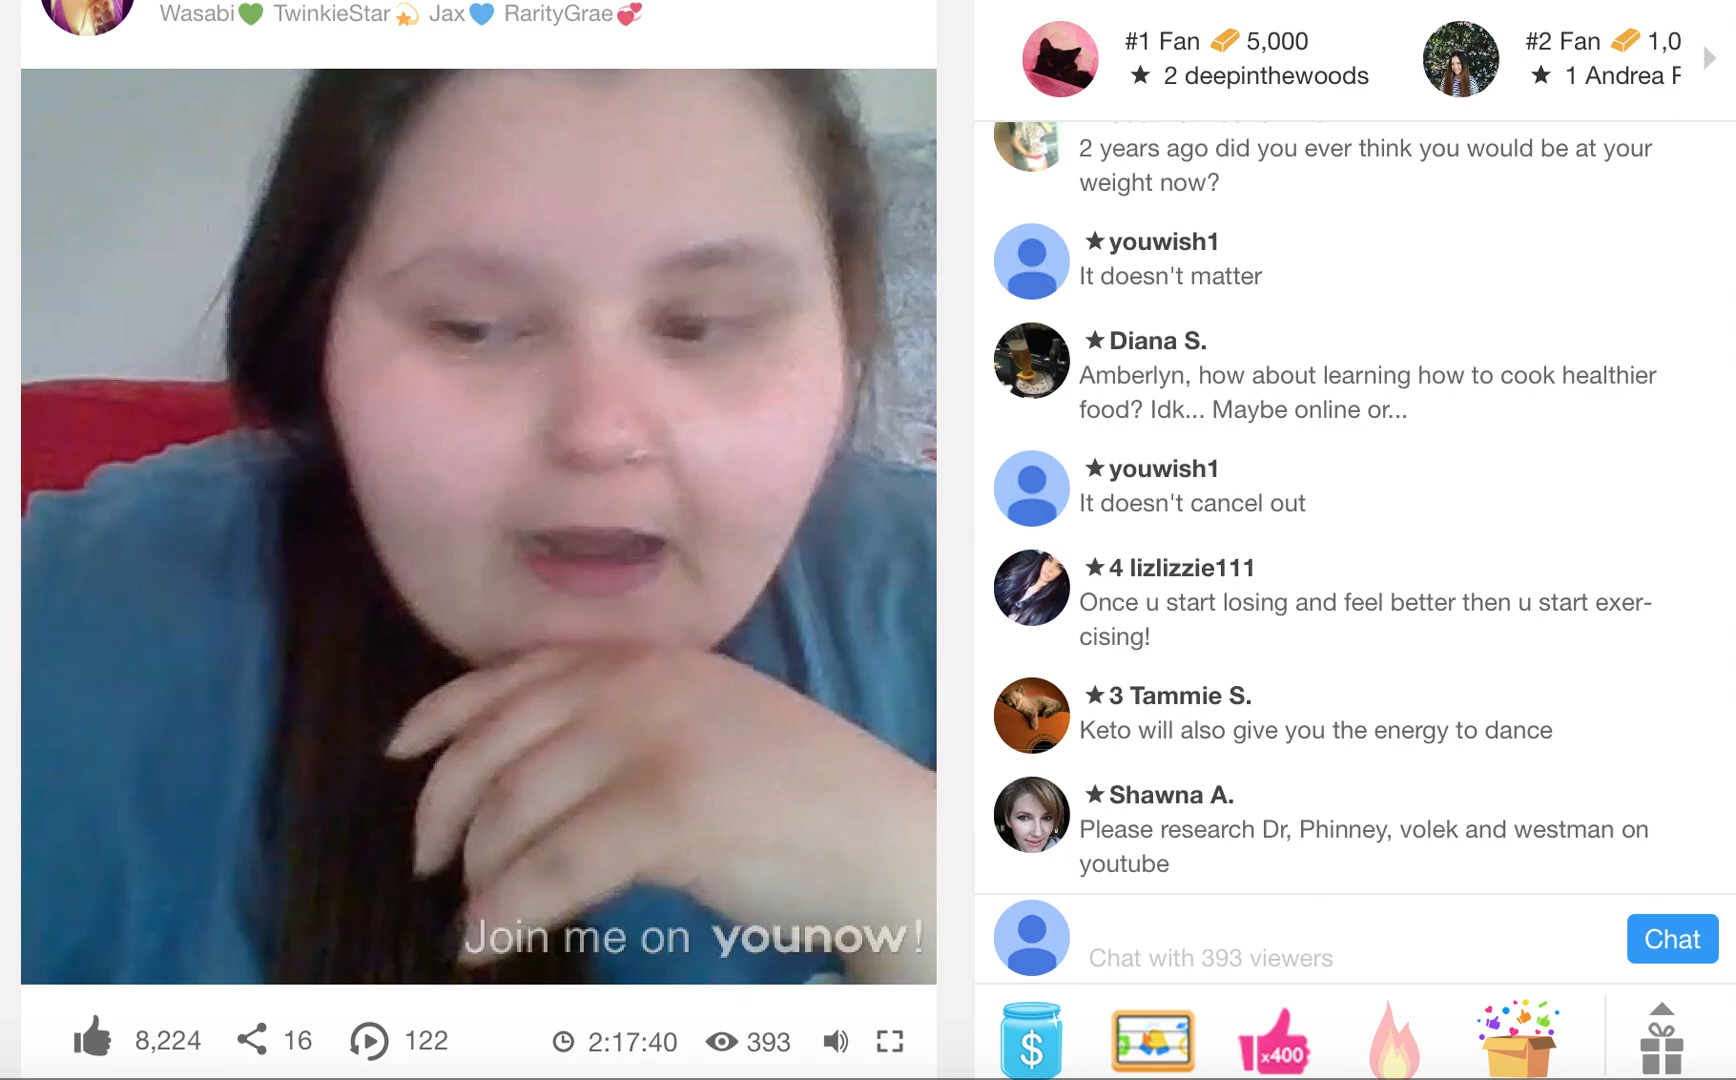 Wasabi💚 TwinkieStar💫 Jax💙 RarityGrae💞
Join me on younow!
8,224
16
122
2:17:40
393
#1 Fan 5,000
★ 2 deepinthewoods
#2 Fan 1,0
★ 1 Andrea F
2 years ago did you ever think you would be at your
weight now?
★youwish1
It doesn't matter
★Diana S.
Amberlyn, how about learning how to cook healthier
food? Idk... Maybe online or...
★youwish1
It doesn't cancel out
★4 lizlizzie111
Once u start losing and feel better then u start exer-
cising!
★3 Tammie S.
Keto will also give you the energy to dance
★Shawna A.
Please research Dr, Phinney, volek and westman on
youtube
Chat with 393 viewers
Chat
$
x400